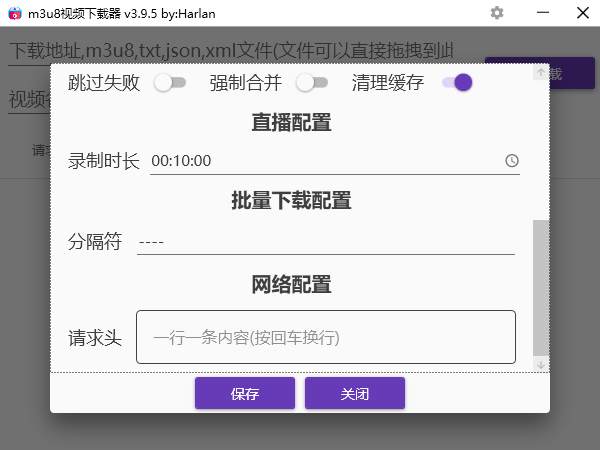 m3u8视频下载器 v3.9.5 by:Harlan
下载地址,m3u8,txt,json,xml文件(文件可以直接拖拽到此
载
视频
请求
跳过失败 强制合并 清理缓存
直播配置
录制时长 00:10:00
批量下载配置
分隔符 ----
网络配置
请求头 一行一条内容(按回车换行)
保存 关闭